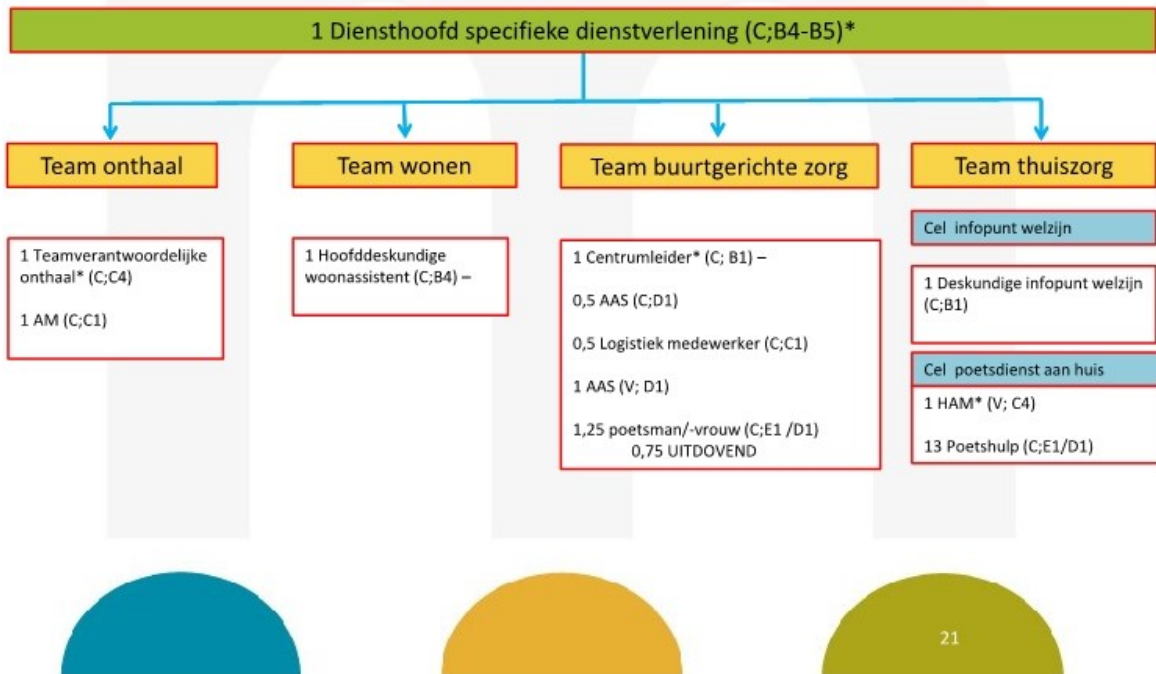 1 Diensthoofd specifieke dienstverlening (C;B4-B5)*
Team onthaal
1 Teamverantwoordelijke
onthaal* (C;C4)
1 AM (C;C1)
Team wonen
1 Hoofddeskundige
woonassistent (C;B4) –
Team buurtgerichte zorg
1 Centrumleider* (C; B1) –
0,5 AAS (C;D1)
0,5 Logistiek medewerker (C;C1)
1 AAS (V; D1)
1,25 poetsman/-vrouw (C;E1 /D1)
0,75 UITDOVEND
Team thuiszorg
Cel infopunt welzijn
1 Deskundige infopunt welzijn
(C;B1)
Cel poetsdienst aan huis
1 HAM* (V; C4)
13 Poetshulp (C;E1/D1)
21